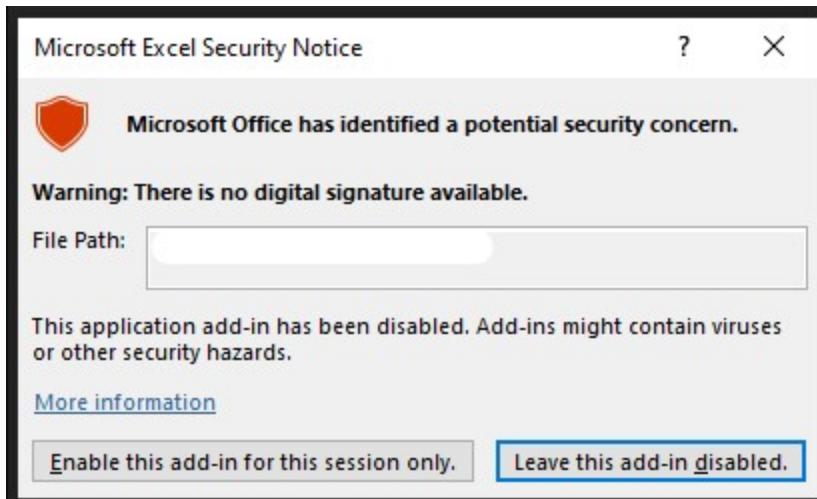 Microsoft Excel Security Notice
?
Microsoft Office has identified a potential security concern.
Warning: There is no digital signature available.
File Path:
This application add-in has been disabled. Add-ins might contain viruses
or other security hazards.
More information
Enable this add-in for this session only.
Leave this add-in disabled.